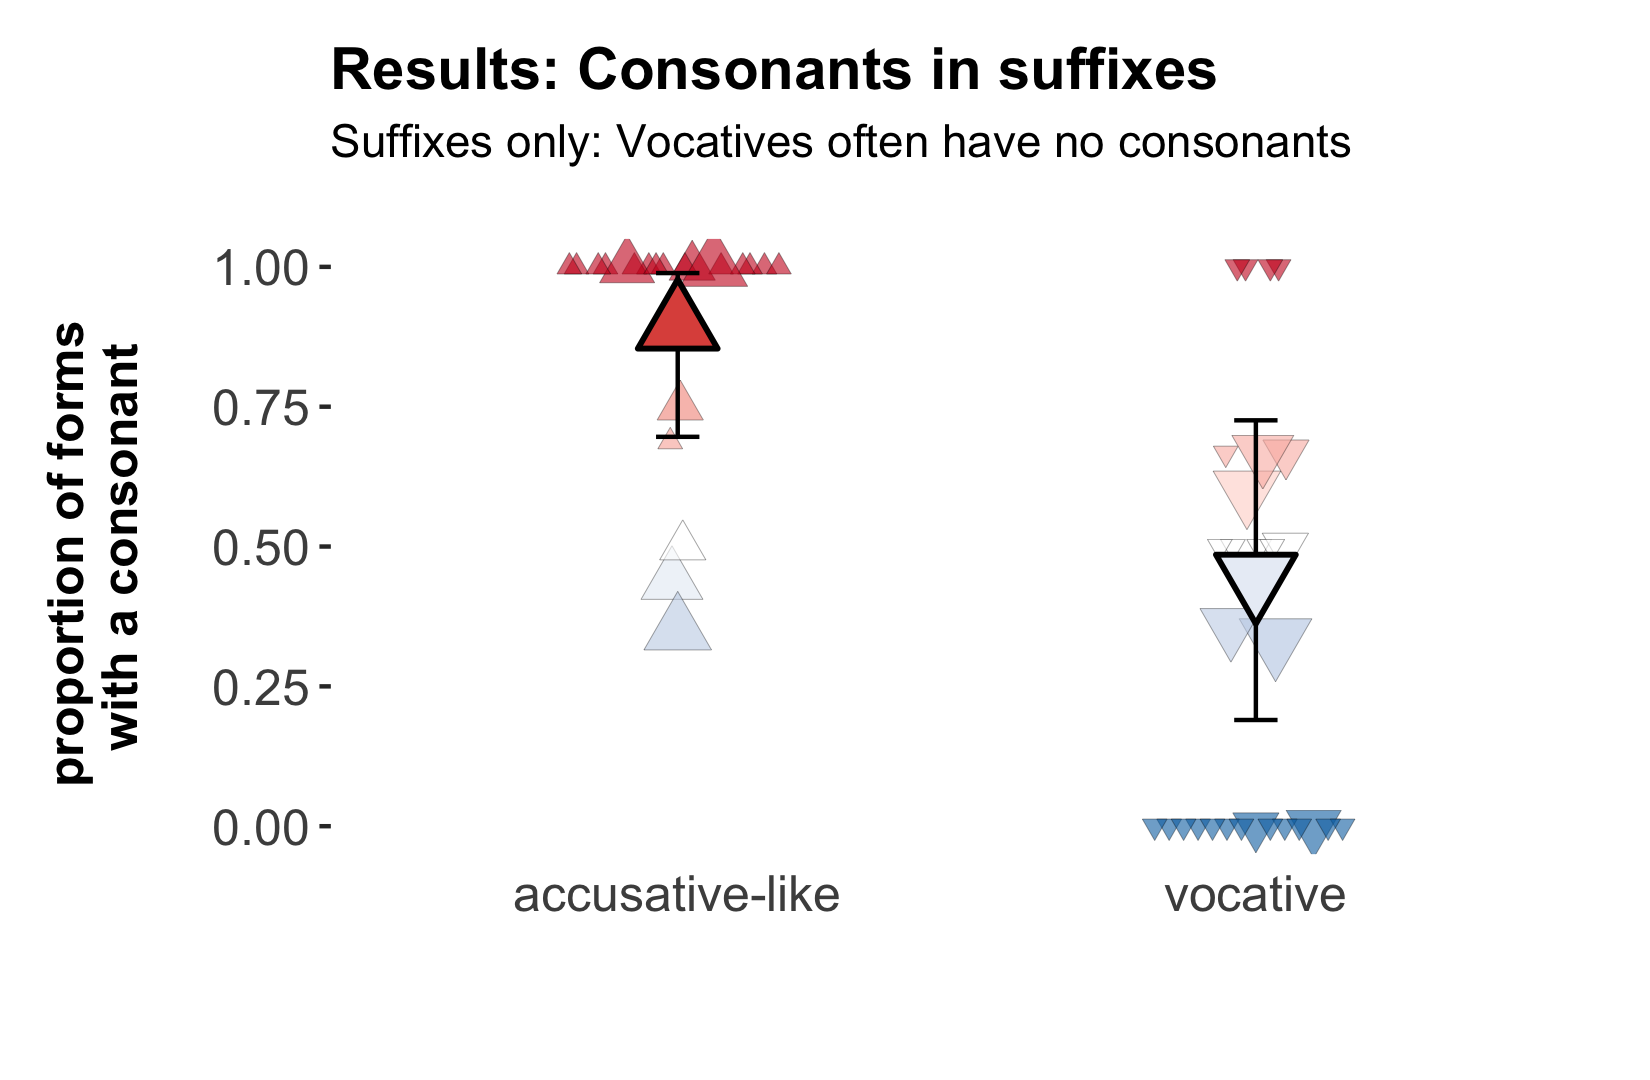 Results: Consonants in suffixes
Suffixes only: Vocatives often have no consonants
proportion of forms
with a consonant
1.00
0.75
0.50
0.25
0.00
accusative-like
vocative